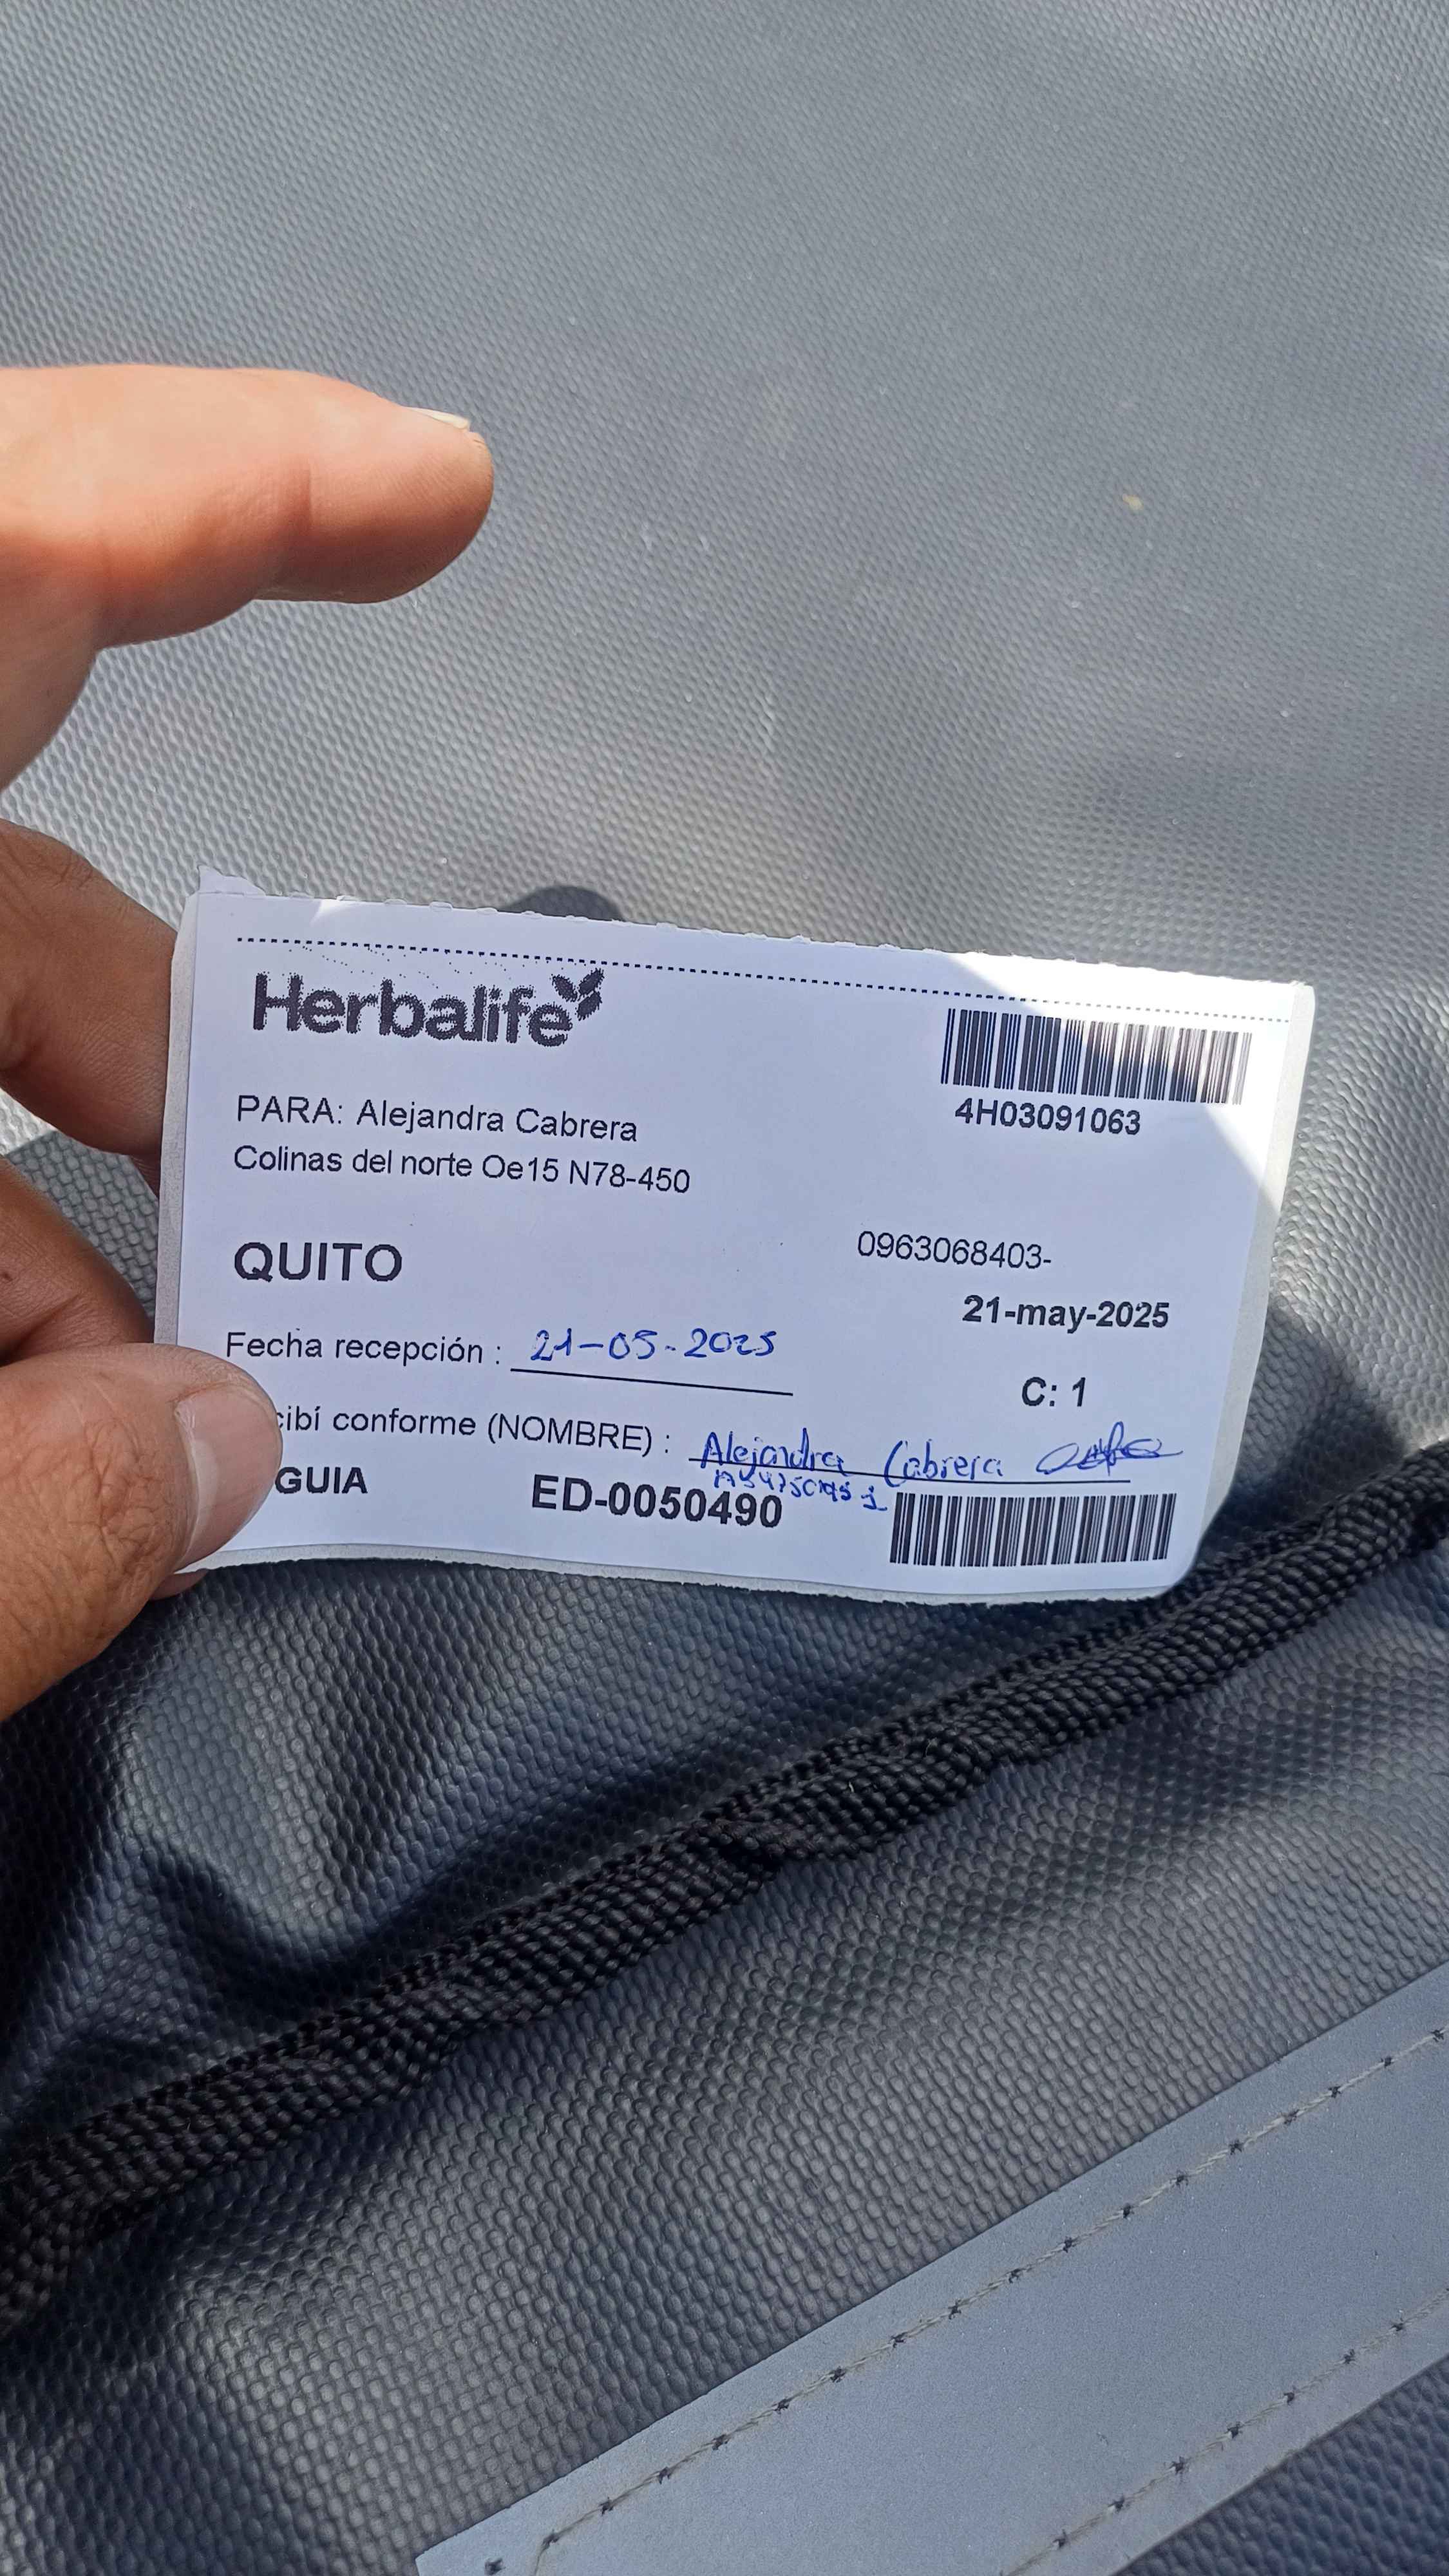 Herbalife
4H03091063
PARA: Alejandra Cabrera
Colinas del norte Oe15 N78-450
QUITO
0963068403-
21-may-2025
Fecha recepción : 21-05-2025
C: 1
cibí conforme (NOMBRE) : Alejandra Cabrera
GUIA ED-0050490